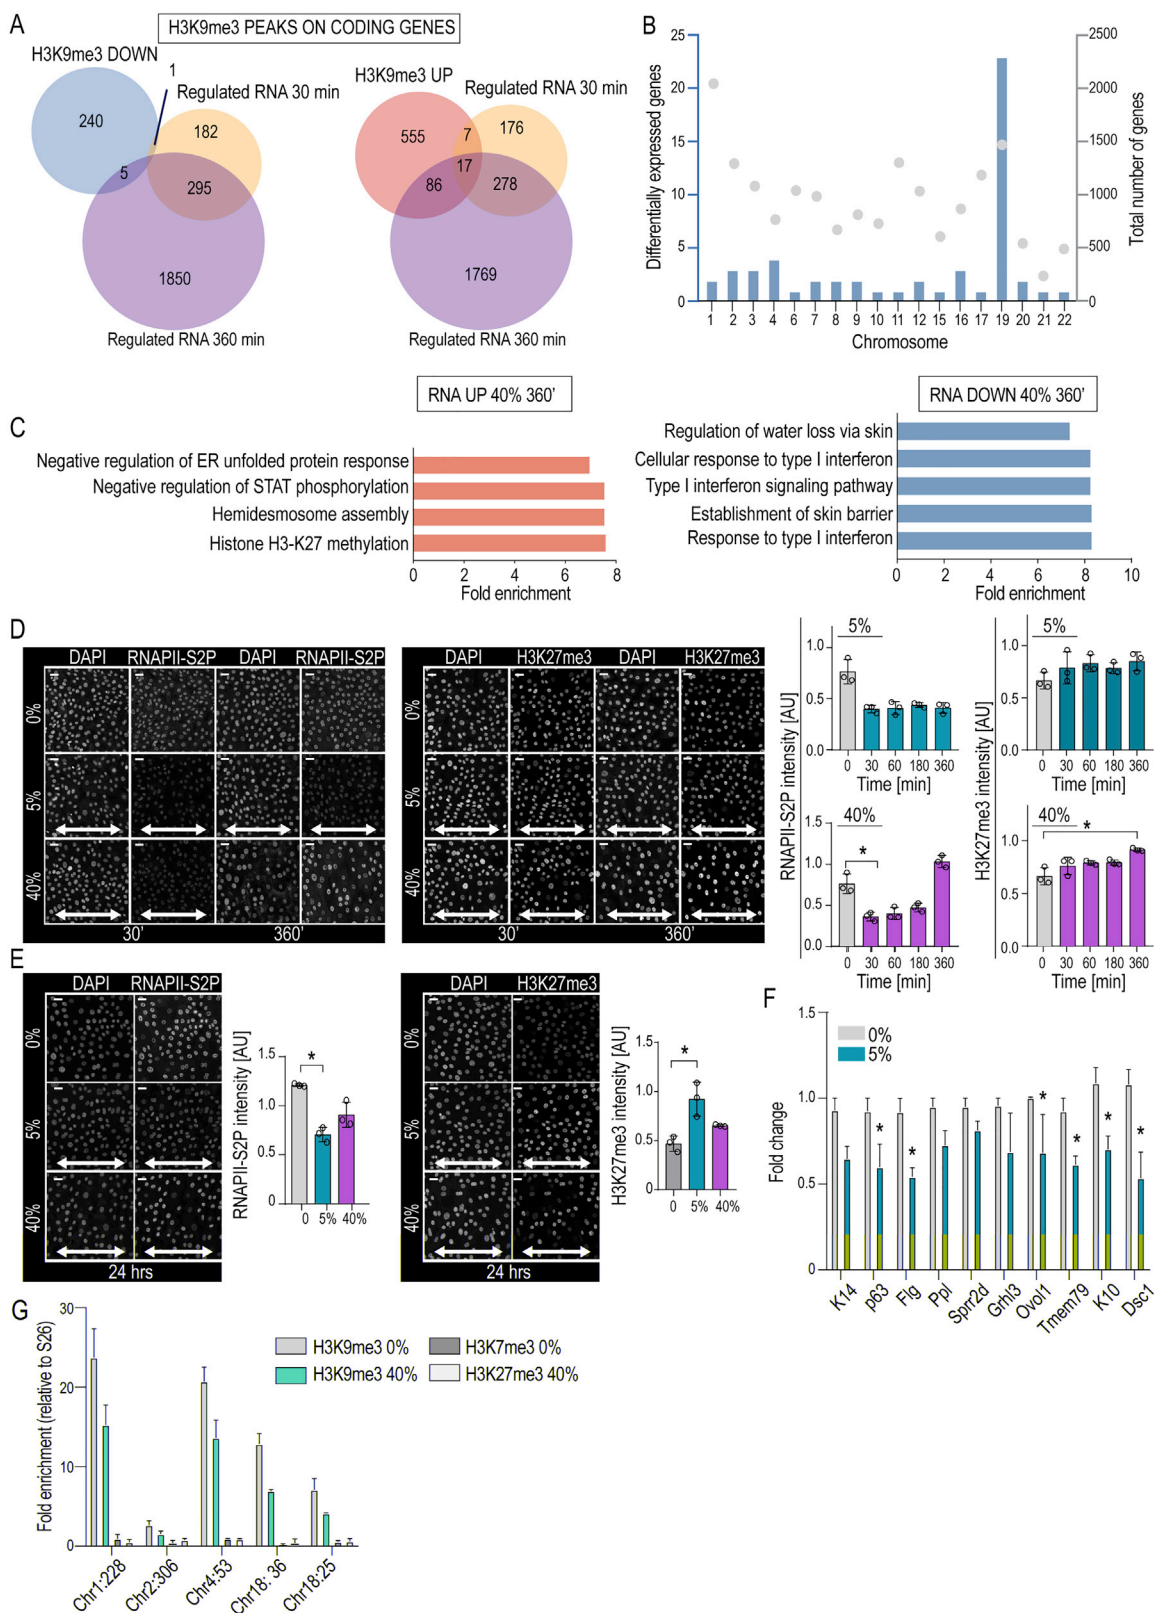 A
H3K9me3 PEAKS ON CODING GENES
H3K9me3 DOWN
1
Regulated RNA 30 min
240
182
5
295
1850
Regulated RNA 360 min
H3K9me3 UP
Regulated RNA 30 min
555
7
176
17
86
278
1769
Regulated RNA 360 min
B
Differentially expressed genes
25
20
15
10
5
0
2500
2000
1500
1000
500
0
Total number of genes
1 2 3 4 6 7 8 9 10 11 12 15 16 17 19 20 21 22
Chromosome
C
RNA UP 40% 360'
Negative regulation of ER unfolded protein response
Negative regulation of STAT phosphorylation
Hemidesmosome assembly
Histone H3-K27 methylation
0 2 4 6 8
Fold enrichment
RNA DOWN 40% 360'
Regulation of water loss via skin
Cellular response to type I interferon
Type I interferon signaling pathway
Establishment of skin barrier
Response to type I interferon
0 2 4 6 8 10
Fold enrichment
D
DAPI RNAPII-S2P DAPI RNAPII-S2P
0%
5%
40%
30' 360'
DAPI H3K27me3 DAPI H3K27me3
0%
5%
40%
30' 360'
RNAPII-S2P intensity [AU]
5%
1.0
0.5
0.0
0 30 60 180 360
Time [min]
40%
*
1.5
1.0
0.5
0.0
0 30 60 180 360
Time [min]
H3K27me3 intensity [AU]
5%
1.0
0.5
0.0
0 30 60 180 360
Time [min]
40%
*
1.0
0.5
0.0
0 30 60 180 360
Time [min]
E
DAPI RNAPII-S2P
0%
5%
40%
24 hrs
RNAPII-S2P intensity [AU]
1.5
1.0
0.5
0
*
0 5% 40%
DAPI H3K27me3
0%
5%
40%
24 hrs
H3K27me3 intensity [AU]
1.5
1.0
0.5
0
*
0 5% 40%
F
Fold change
1.5
1.0
0.5
0
0%
5%
* * * * * *
K14 p63 Flg Ppl Sprr2d Grhl3 Ovol1 Tmem79 K10 Dsc1
G
Fold enrichment (relative to S26)
30
20
10
0
H3K9me3 0%
H3K9me3 40%
H3K7me3 0%
H3K27me3 40%
Chr1:228 Chr2:306 Chr4:53 Chr18: 36 Chr18:25